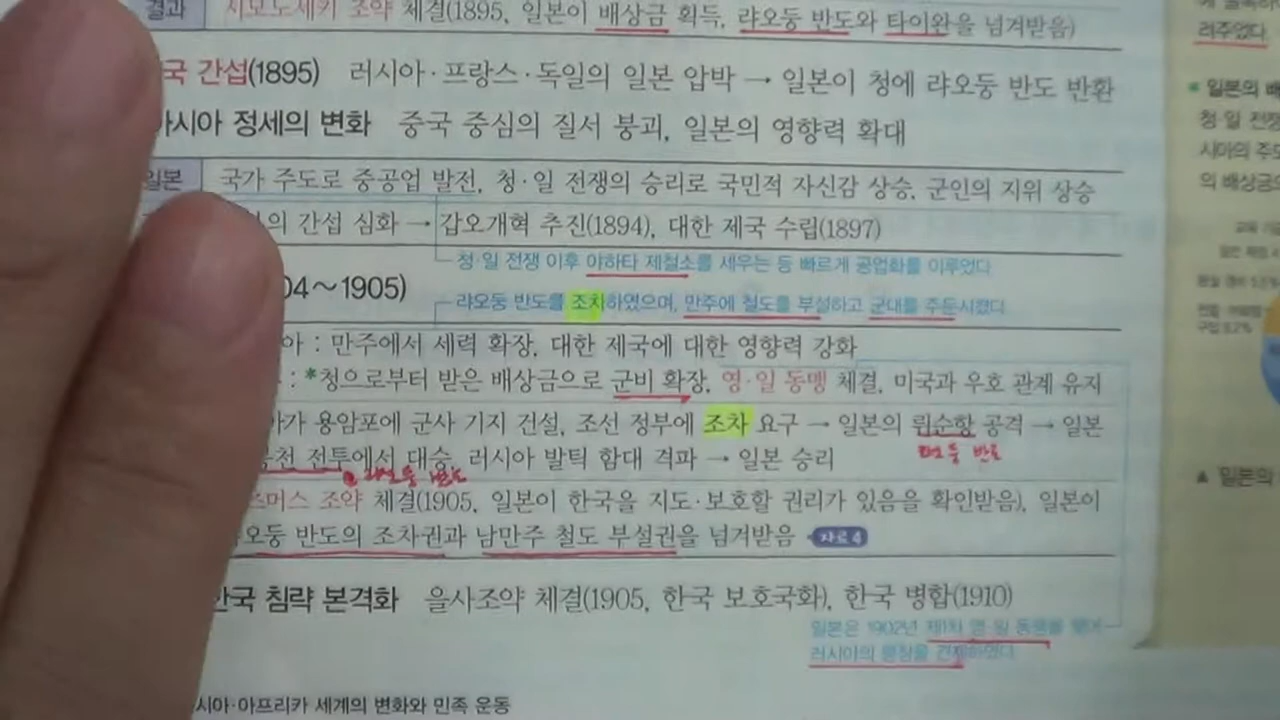 결과 시모노세키 조약 체결(1895, 일본이 배상금 획득, 랴오둥 반도와 타이완을 넘겨받음)
국 간섭(1895) 러시아·프랑스·독일의 일본 압박 → 일본이 청에 랴오둥 반도 반환
아시아 정세의 변화 중국 중심의 질서 붕괴, 일본의 영향력 확대
일본 국가 주도로 중공업 발전, 청·일 전쟁의 승리로 국민적 자신감 상승, 군인의 지위 상승
의 간섭 심화 → 갑오개혁 추진(1894), 대한 제국 수립(1897)
청·일 전쟁 이후 야하타 제철소를 세우는 등 빠르게 공업화를 이루었다
04~1905)
랴오둥 반도를 조차하였으며, 만주에 철도를 부설하고 군대를 주둔시켰다
아 : 만주에서 세력 확장, 대한 제국에 대한 영향력 강화
: *청으로부터 받은 배상금으로 군비 확장, 영·일 동맹 체결, 미국과 우호 관계 유지
아가 용암포에 군사 기지 건설, 조선 정부에 조차 요구 → 일본의 뤼순항 공격 → 일본
반도
전투에서 대승, 러시아 발틱 함대 격파 → 일본 승리
머스 조약 체결(1905, 일본이 한국을 지도·보호할 권리가 있음을 확인받음), 일본이
오둥 반도의 조차권과 남만주 철도 부설권을 넘겨받음 자료4
한국 침략 본격화 을사조약 체결(1905, 한국 보호국화), 한국 병합(1910)
일본은 1902년 제1차 영·일 동맹을 맺어
러시아의 팽창을 견제하였다
시아·아프리카 세계의 변화와 민족 운동
려주었다
* 일본의 배
청·일 전쟁
시아의 주도
의 배상금으
▲ 일본의